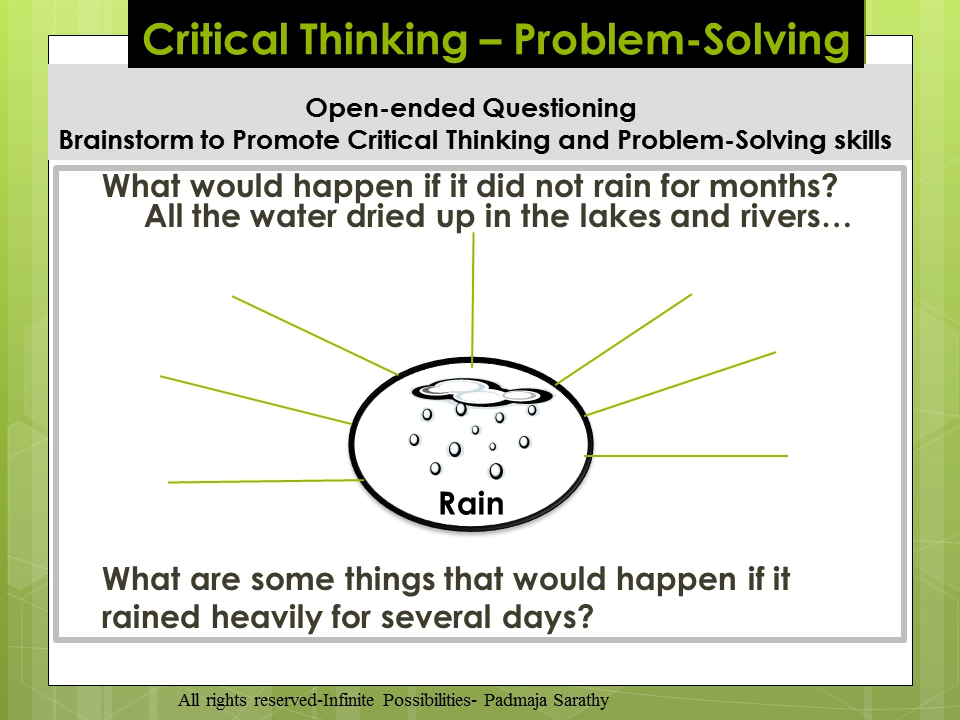 Critical Thinking – Problem-Solving
Open-ended Questioning
Brainstorm to Promote Critical Thinking and Problem-Solving skills
What would happen if it did not rain for months?
All the water dried up in the lakes and rivers…
Rain
What are some things that would happen if it
rained heavily for several days?
All rights reserved-Infinite Possibilities- Padmaja Sarathy